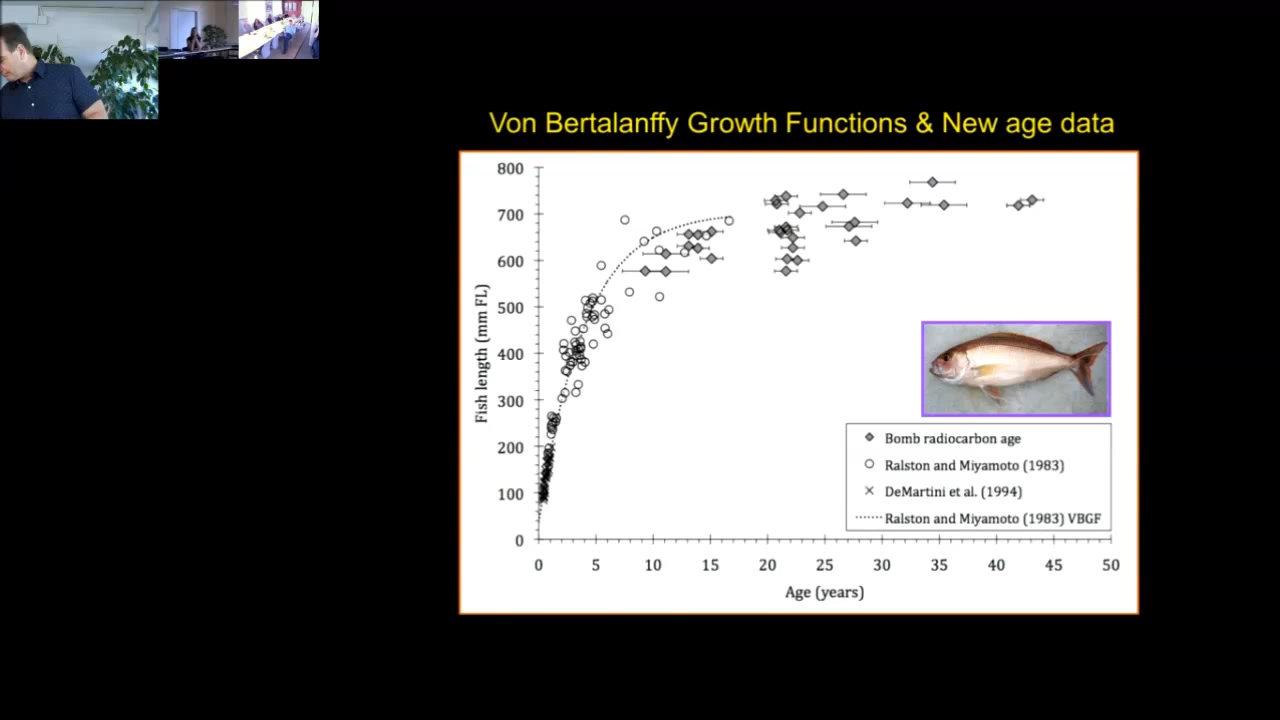 Von Bertalanffy Growth Functions & New age data
800
700
600
500
400
300
200
100
0
Fish length (mm FL)
Bomb radiocarbon age
Ralston and Miyamoto (1983)
DeMartini et al. (1994)
Ralston and Miyamoto (1983) VBGF
0 5 10 15 20 25 30 35 40 45 50
Age (years)